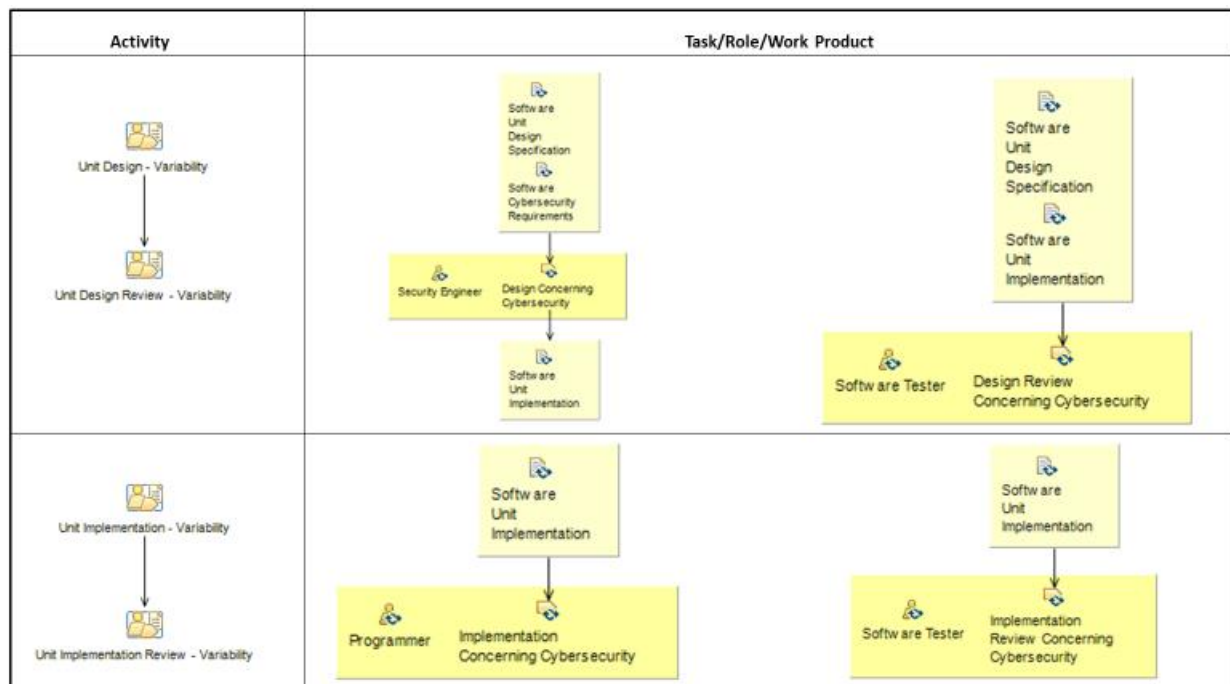 Activity
Task/Role/Work Product
Unit Design - Variability
Unit Design Review - Variability
Software
Unit
Design
Specification
Software
Cybersecurity
Requirements
Security Engineer
Design Concerning
Cybersecurity
Software
Unit
Implementation
Software
Unit
Design
Specification
Software
Unit
Implementation
Software Tester
Design Review
Concerning Cybersecurity
Unit Implementation - Variability
Unit Implementation Review - Variability
Software
Unit
Implementation
Programmer
Implementation
Concerning Cybersecurity
Software
Unit
Implementation
Software Tester
Implementation
Review Concerning
Cybersecurity